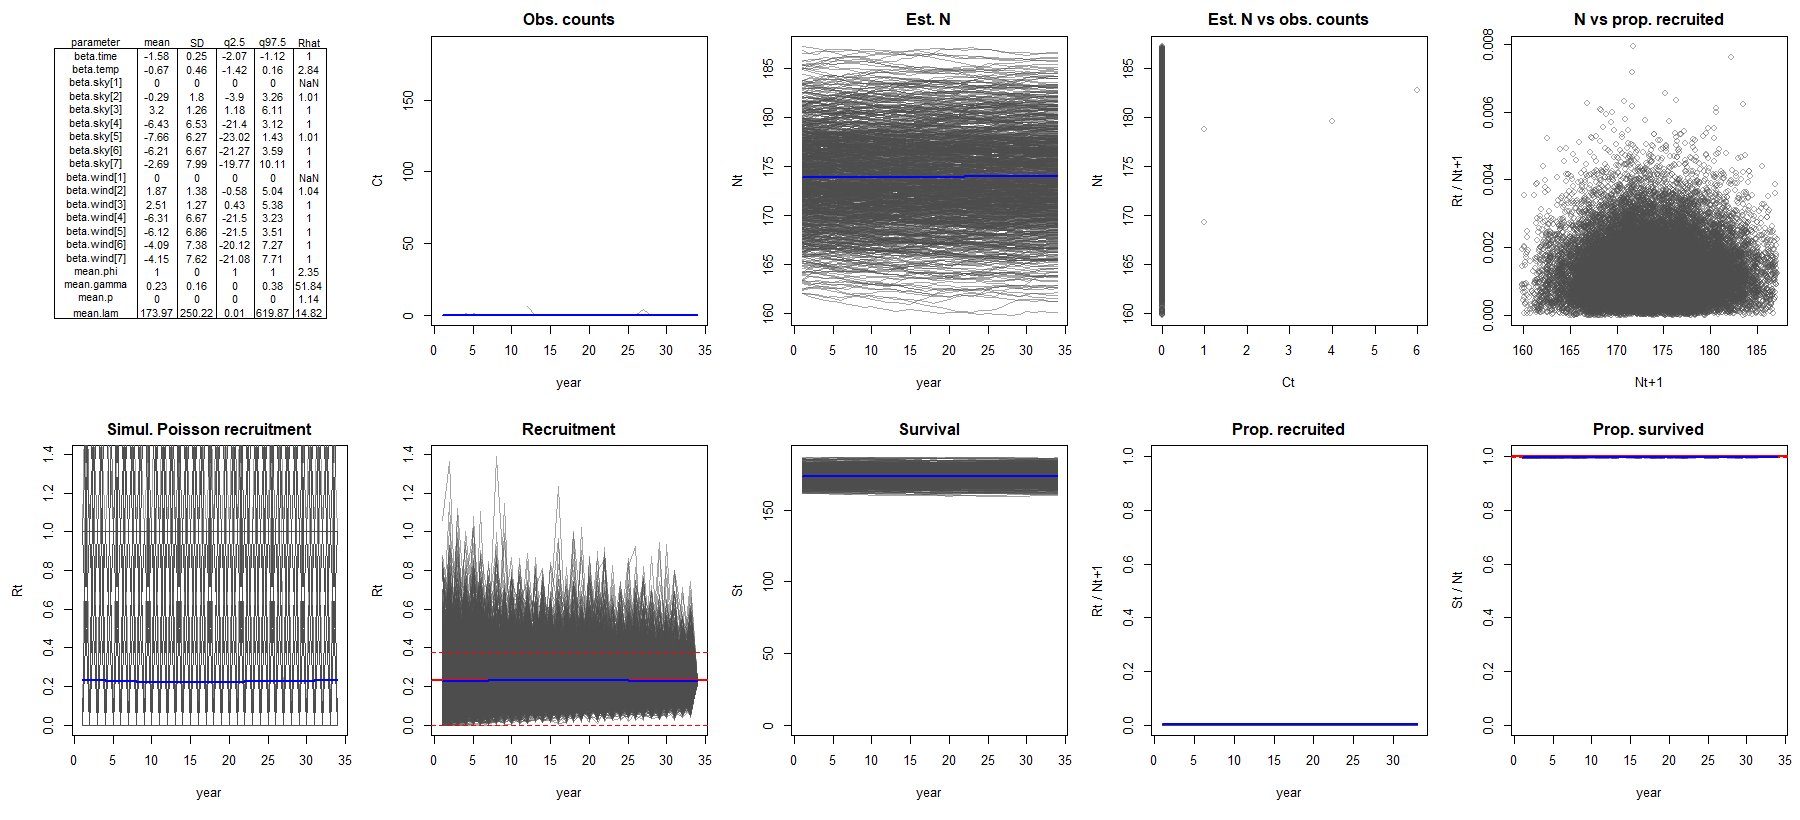 parameter mean SD q2.5 q97.5 Rhat
beta.time -1.58 0.25 -2.07 -1.12 1
beta.temp -0.67 0.46 -1.42 0.16 2.84
beta.sky[1] 0 0 0 0 NaN
beta.sky[2] -0.29 1.8 -3.9 3.26 1.01
beta.sky[3] 3.2 1.26 1.18 6.11 1
beta.sky[4] -6.43 6.53 -21.4 3.12 1
beta.sky[5] -7.66 6.27 -23.02 1.43 1.01
beta.sky[6] -6.21 6.67 -21.27 3.59 1
beta.sky[7] -2.69 7.99 -19.77 10.11 1
beta.wind[1] 0 0 0 0 NaN
beta.wind[2] 1.87 1.38 -0.58 5.04 1.04
beta.wind[3] 2.51 1.27 0.43 5.38 1
beta.wind[4] -6.31 6.67 -21.5 3.23 1
beta.wind[5] -6.12 6.86 -21.5 3.51 1
beta.wind[6] -4.09 7.38 -20.12 7.27 1
beta.wind[7] -4.15 7.62 -21.08 7.71 1
mean.phi 1 0 1 1 2.35
mean.gamma 0.23 0.16 0 0.38 51.84
mean.p 0 0 0 0 1.14
mean.lam 173.97 250.22 0.01 619.87 14.82
Obs. counts
Ct
0 50 100 150
0 5 10 15 20 25 30 35
year
Est. N
Nt
160 165 170 175 180 185
0 5 10 15 20 25 30 35
year
Est. N vs obs. counts
Nt
160 165 170 175 180 185
0 1 2 3 4 5 6
Ct
N vs prop. recruited
Rt / Nt+1
0.000 0.002 0.004 0.006 0.008
160 165 170 175 180 185
Nt+1
Simul. Poisson recruitment
Rt
0.0 0.2 0.4 0.6 0.8 1.0 1.2 1.4
0 5 10 15 20 25 30 35
year
Recruitment
Rt
0.0 0.2 0.4 0.6 0.8 1.0 1.2 1.4
0 5 10 15 20 25 30 35
year
Survival
St
0 50 100 150
0 5 10 15 20 25 30 35
year
Prop. recruited
Rt / Nt+1
0.0 0.2 0.4 0.6 0.8 1.0
0 5 10 15 20 25 30
year
Prop. survived
St / Nt
0.0 0.2 0.4 0.6 0.8 1.0
0 5 10 15 20 25 30 35
year